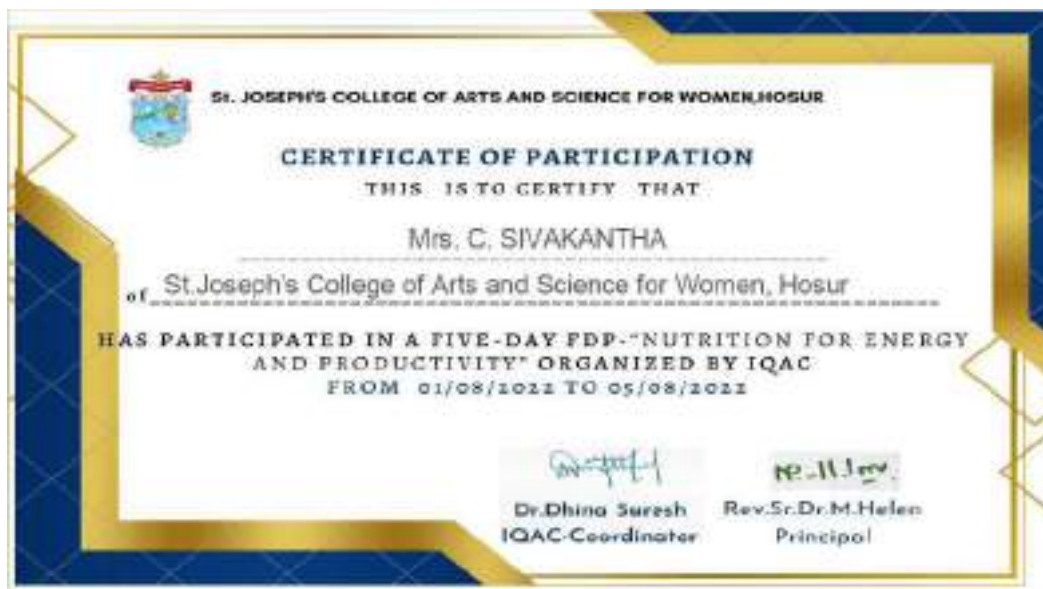 St. JOSEPH'S COLLEGE OF ARTS AND SCIENCE FOR WOMEN,HOSUR
CERTIFICATE OF PARTICIPATION
THIS IS TO CERTIFY THAT
Mrs. C. SIVAKANTHA
of St.Joseph's College of Arts and Science for Women, Hosur
HAS PARTICIPATED IN A FIVE-DAY FDP-"NUTRITION FOR ENERGY
AND PRODUCTIVITY" ORGANIZED BY IQAC
FROM 01/08/2022 TO 05/08/2022
Dr.Dhina Suresh Rev.Sr.Dr.M.Helen
IQAC-Coordinator Principal